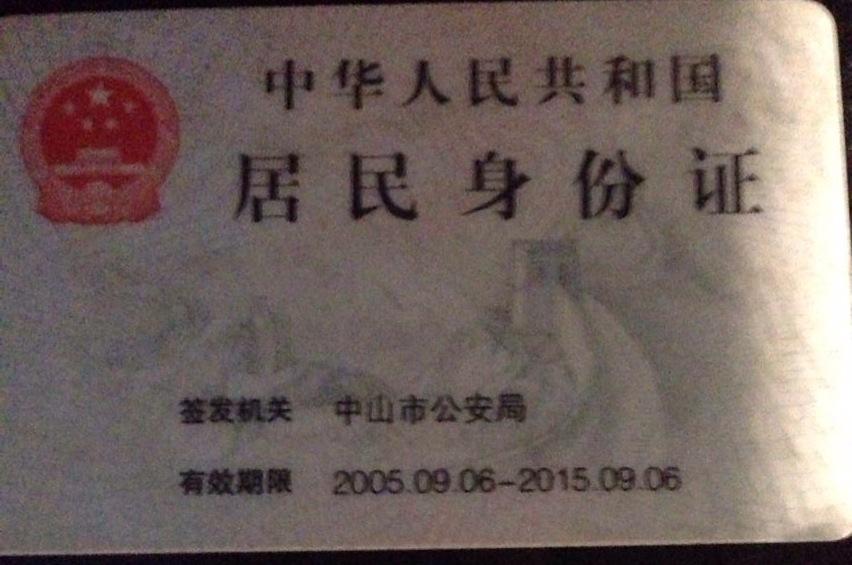 中华人民共和国
居民身份证
签发机关 中山市公安局
有效期限 2005.09.06-2015.09.06